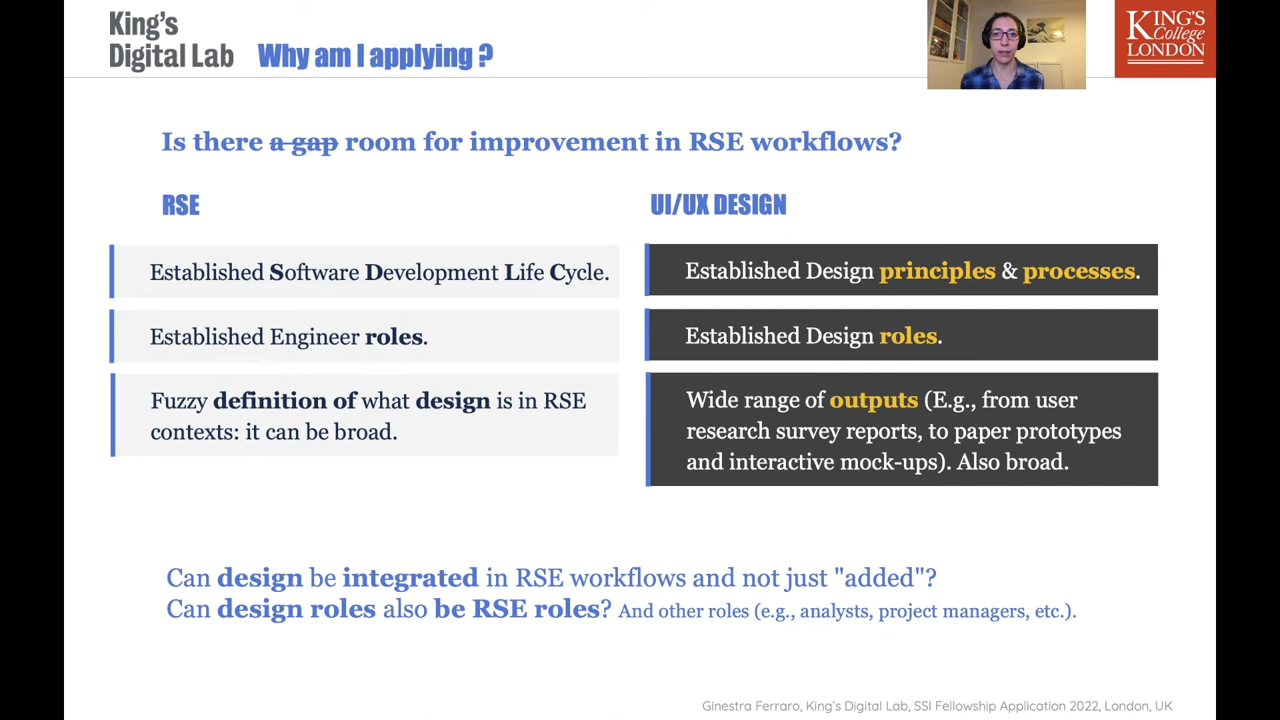 King's
Digital Lab
Why am I applying ?
KING'S
College
LONDON
Is there a gap room for improvement in RSE workflows?
RSE
Established Software Development Life Cycle.
Established Engineer roles.
Fuzzy definition of what design is in RSE
contexts: it can be broad.
UI/UX DESIGN
Established Design principles & processes.
Established Design roles.
Wide range of outputs (E.g., from user
research survey reports, to paper prototypes
and interactive mock-ups). Also broad.
Can design be integrated in RSE workflows and not just "added"?
Can design roles also be RSE roles? And other roles (e.g., analysts, project managers, etc.).
Ginestra Ferraro, King's Digital Lab, SSI Fellowship Application 2022, London, UK